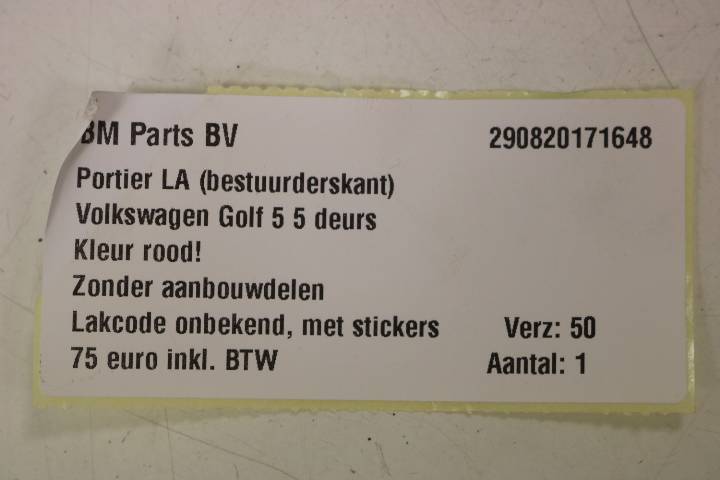 BM Parts BV 290820171648
Portier LA (bestuurderskant)
Volkswagen Golf 5 5 deurs
Kleur rood!
Zonder aanbouwdelen
Lakcode onbekend, met stickers Verz: 50
75 euro inkl. BTW Aantal: 1